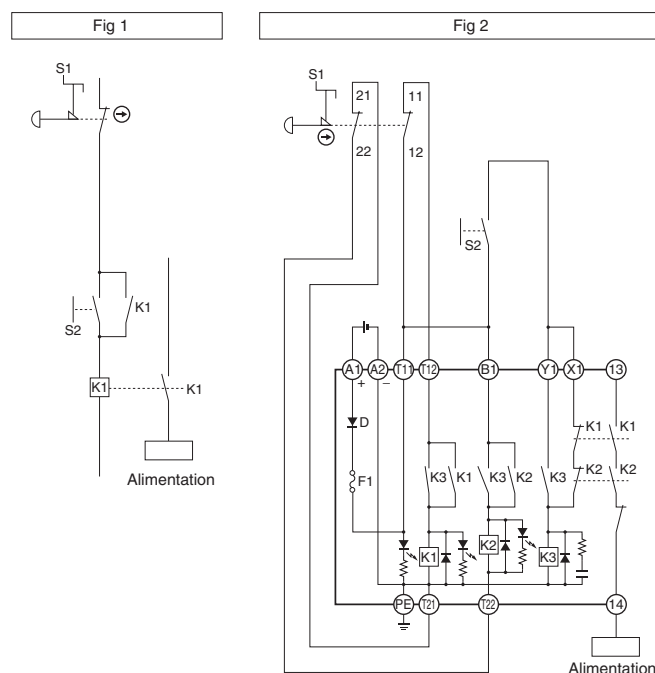 Fig 1
Fig 2
S1
S2
K1
K1
K1
Alimentation
S1
21
11
22
12
S2
A1
A2
T11
T12
B1
Y1
X1
13
+
−
D
F1
K3
K1
K3
K2
K3
K1
K1
K2
K2
K1
K2
K3
PE
T21
T22
14
Alimentation